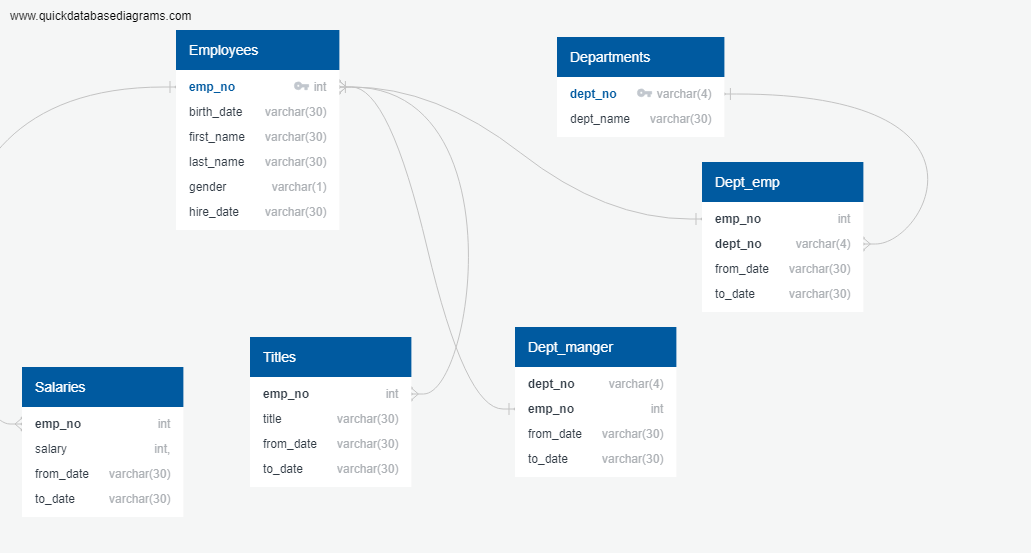 www.quickdatabasediagrams.com
Employees
emp_no int
birth_date varchar(30)
first_name varchar(30)
last_name varchar(30)
gender varchar(1)
hire_date varchar(30)
Departments
dept_no varchar(4)
dept_name varchar(30)
Dept_emp
emp_no int
dept_no varchar(4)
from_date varchar(30)
to_date varchar(30)
Salaries
emp_no int
salary int,
from_date varchar(30)
to_date varchar(30)
Titles
emp_no int
title varchar(30)
from_date varchar(30)
to_date varchar(30)
Dept_manger
dept_no varchar(4)
emp_no int
from_date varchar(30)
to_date varchar(30)